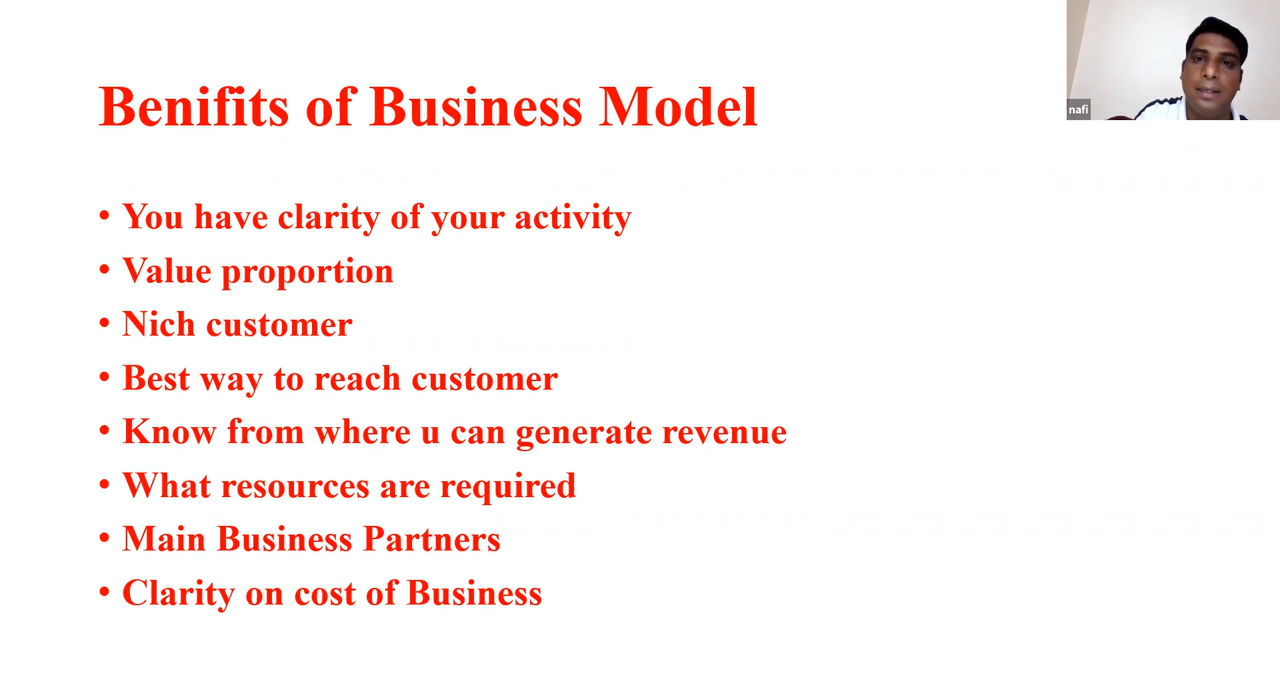 Benifits of Business Model
nafi
• You have clarity of your activity
• Value proportion
• Nich customer
• Best way to reach customer
• Know from where u can generate revenue
• What resources are required
• Main Business Partners
• Clarity on cost of Business